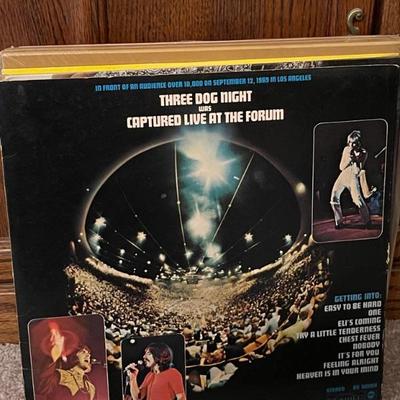 IN FRONT OF AN AUDIENCE OVER 18,000 ON SEPTEMBER 12, 1969 IN LOS ANGELES
THREE DOG NIGHT
WAS
CAPTURED LIVE AT THE FORUM
GETTING INTO:
EASY TO BE HARD
ONE
ELI'S COMING
TRY A LITTLE TENDERNESS
CHEST FEVER
NOBODY
IT'S FOR YOU
FEELING ALRIGHT
HEAVEN IS IN YOUR MIND
STEREO